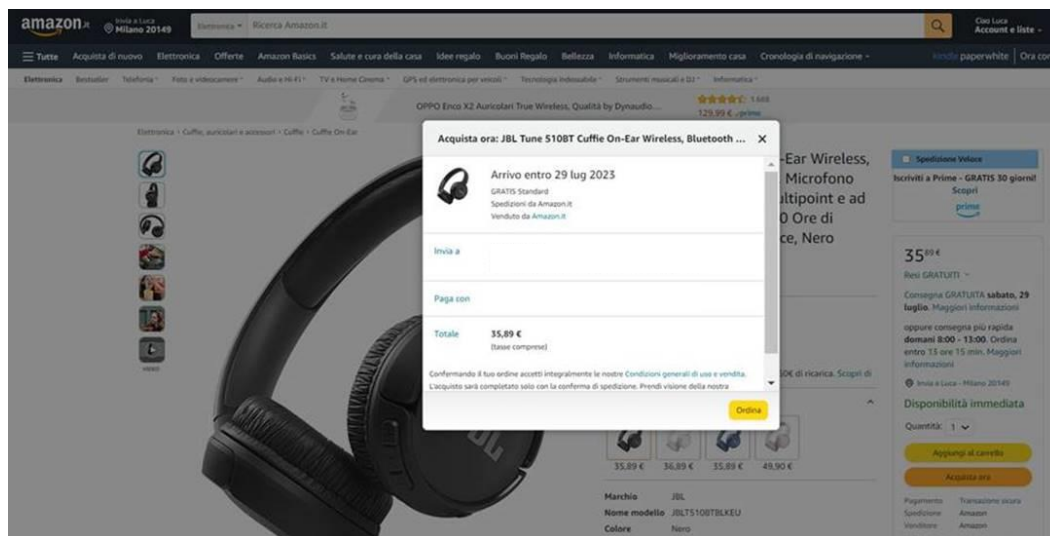 amazon.it
Invia a Luca
Milano 20149
Elettronica
Ricerca Amazon.it
Ciao Luca
Account e liste
Tutte Acquista di nuovo Elettronica Offerte Amazon Basics Salute e cura della casa Idee regalo Buoni Regalo Bellezza Informatica Miglioramento casa Cronologia di navigazione
kindle paperwhite Ora con
Elettronica Bestseller Telefonia Foto e videocamere Audio e Hi-Fi TV e Home Cinema GPS ed elettronica per veicoli Tecnologia Indossabile Strumenti musicali e DJ Informatica
OPPO Enco X2 Auricolari True Wireless, Qualità by Dynaudio...
129,99 € prime
Elettronica › Cuffie, auricolari e accessori › Cuffie › Cuffie On-Ear
VIDEO
JBL
Acquista ora: JBL Tune 510BT Cuffie On-Ear Wireless, Bluetooth ...
Arrivo entro 29 lug 2023
GRATIS Standard
Spedizioni da Amazon.it
Venduto da Amazon.it
Invia a
Paga con
Totale 35,89 €
(tasse comprese)
Confermando il tuo ordine accetti integralmente le nostre Condizioni generali di uso e vendita.
L'acquisto sarà completato solo con la conferma di spedizione. Prendi visione della nostra
Ordina
-Ear Wireless,
Microfono
ultipoint e ad
0 Ore di
ce, Nero
50€ di ricarica. Scopri di
35,89 € 36,89 € 35,89 € 49,90 €
Marchio JBL
Nome modello JBLT510BTBLKEU
Colore Nero
Spedizione Veloce
Iscriviti a Prime - GRATIS 30 giorni!
Scopri
prime
35,89 €
Resi GRATUITI
Consegna GRATUITA sabato, 29
luglio. Maggiori informazioni
oppure consegna più rapida
domani 8:00 - 13:00. Ordina
entro 13 ore 15 min. Maggiori
informazioni
Invia a Luca - Milano 20149
Disponibilità immediata
Quantità: 1
Aggiungi al carrello
Acquista ora
Pagamento Transazione sicura
Spedizione Amazon
Venditore Amazon